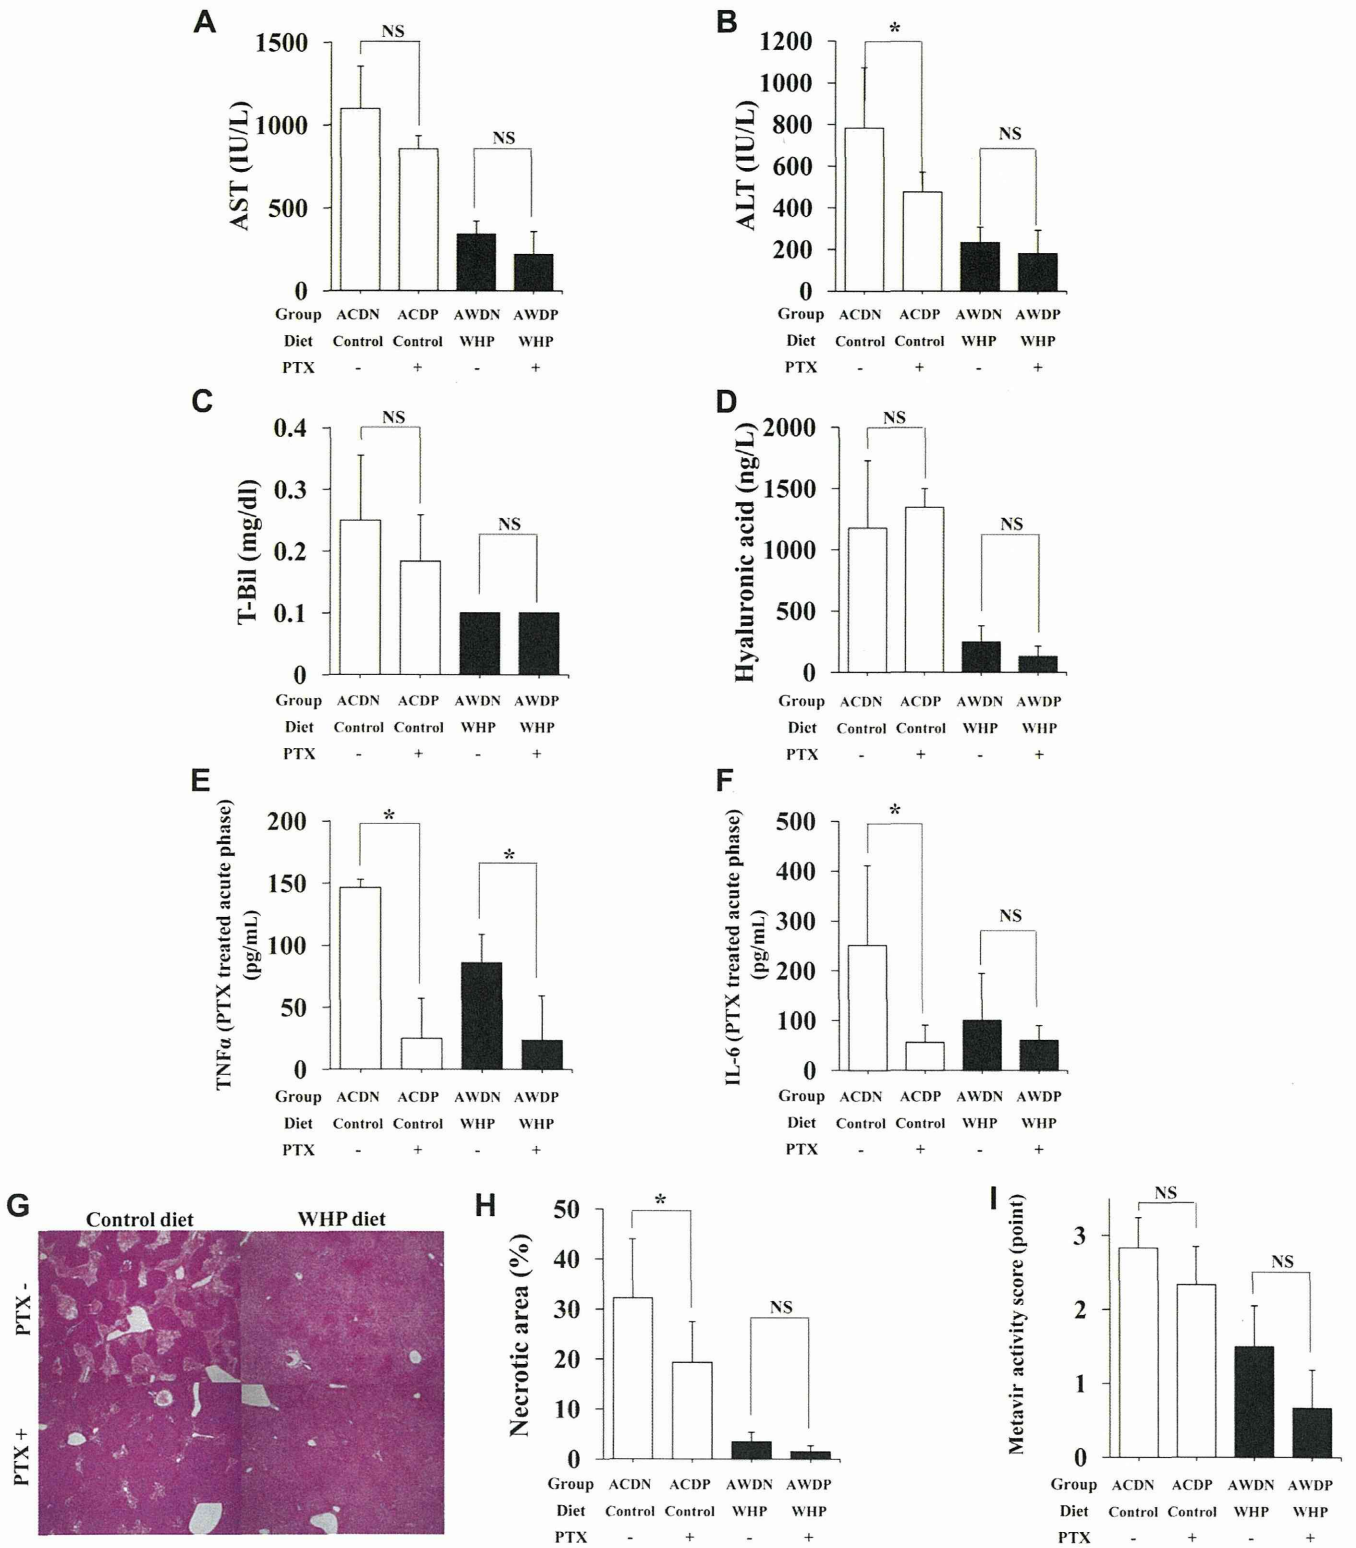 A
NS
NS
1500
1000
500
0
AST (IU/L)
Group ACDN ACDP AWDN AWDP
Diet Control Control WHP WHP
PTX - + - +
B
*
NS
1200
1000
800
600
400
200
0
ALT (IU/L)
Group ACDN ACDP AWDN AWDP
Diet Control Control WHP WHP
PTX - + - +
C
NS
NS
0.4
0.3
0.2
0.1
0
T-Bil (mg/dl)
Group ACDN ACDP AWDN AWDP
Diet Control Control WHP WHP
PTX - + - +
D
NS
NS
2000
1500
1000
500
0
Hyaluronic acid (ng/L)
Group ACDN ACDP AWDN AWDP
Diet Control Control WHP WHP
PTX - + - +
E
*
*
200
150
100
50
0
TNFα (PTX treated acute phase)
(pg/mL)
Group ACDN ACDP AWDN AWDP
Diet Control Control WHP WHP
PTX - + - +
F
*
NS
500
400
300
200
100
0
IL-6 (PTX treated acute phase)
(pg/mL)
Group ACDN ACDP AWDN AWDP
Diet Control Control WHP WHP
PTX - + - +
G
Control diet WHP diet
PTX -
PTX +
H
*
NS
50
40
30
20
10
0
Necrotic area (%)
Group ACDN ACDP AWDN AWDP
Diet Control Control WHP WHP
PTX - + - +
I
NS
NS
3
2
1
0
Metavir activity score (point)
Group ACDN ACDP AWDN AWDP
Diet Control Control WHP WHP
PTX - + - +